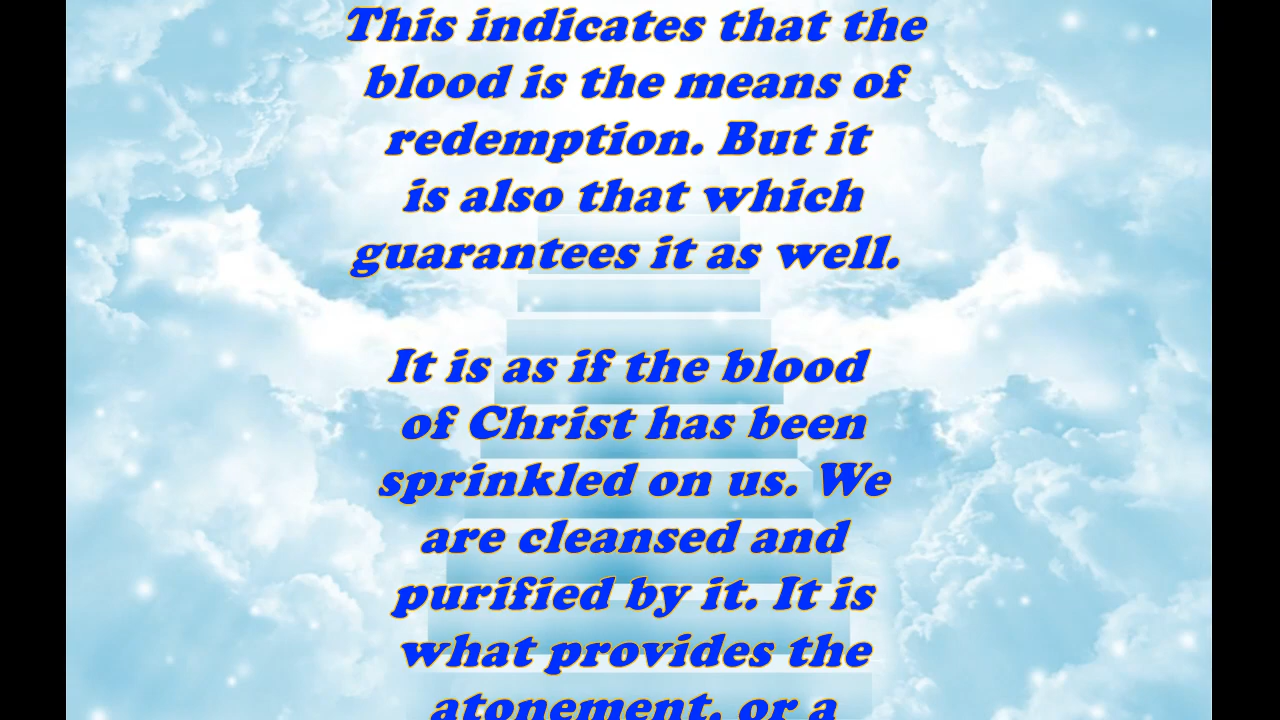 This indicates that the
blood is the means of
redemption. But it
is also that which
guarantees it as well.
It is as if the blood
of Christ has been
sprinkled on us. We
are cleansed and
purified by it. It is
what provides the
atonement, or a